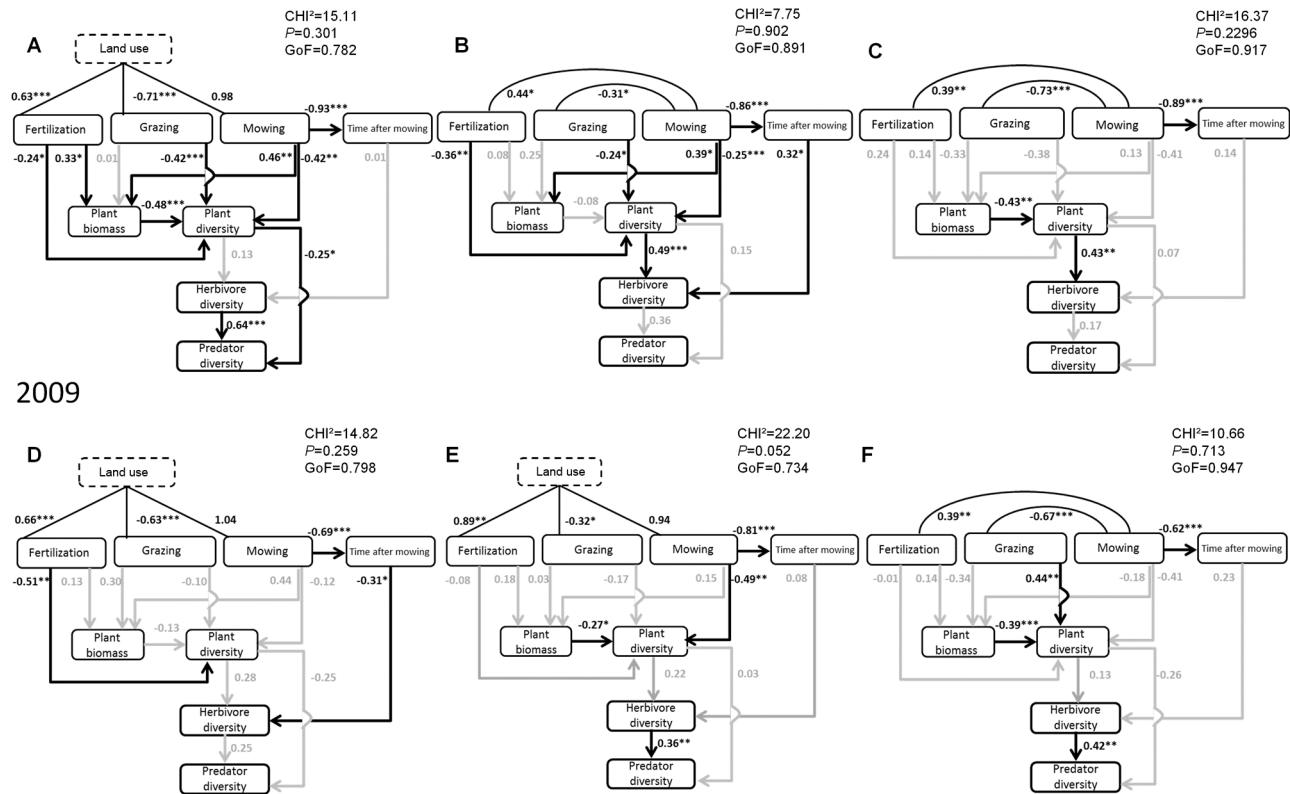 A
CHI²=15.11
P=0.301
GoF=0.782
Land use
0.63***
-0.71***
0.98
-0.93***
Fertilization
Grazing
Mowing
Time after mowing
-0.24*
0.33*
0.01
-0.42***
0.46**
-0.42**
0.01
Plant
biomass
-0.48***
Plant
diversity
0.13
-0.25*
Herbivore
diversity
0.64***
Predator
diversity
B
CHI²=7.75
P=0.902
GoF=0.891
0.44*
-0.31*
-0.86***
Fertilization
Grazing
Mowing
Time after mowing
-0.36**
0.08
0.25
-0.24*
0.39*
-0.25***
0.32*
Plant
biomass
-0.08
Plant
diversity
0.49***
0.15
Herbivore
diversity
0.36
Predator
diversity
C
CHI²=16.37
P=0.2296
GoF=0.917
0.39**
-0.73***
-0.89***
Fertilization
Grazing
Mowing
Time after mowing
0.24
0.14
-0.33
-0.38
0.13
-0.41
0.14
Plant
biomass
-0.43**
Plant
diversity
0.43**
0.07
Herbivore
diversity
0.17
Predator
diversity
2009
D
CHI²=14.82
P=0.259
GoF=0.798
Land use
0.66***
-0.63***
1.04
-0.69***
Fertilization
Grazing
Mowing
Time after mowing
-0.51**
0.13
0.30
-0.10
0.44
-0.12
-0.31*
Plant
biomass
-0.13
Plant
diversity
0.28
-0.25
Herbivore
diversity
0.25
Predator
diversity
E
CHI²=22.20
P=0.052
GoF=0.734
Land use
0.89**
-0.32*
0.94
-0.81***
Fertilization
Grazing
Mowing
Time after mowing
-0.08
0.18
0.03
-0.17
0.15
-0.49**
0.08
Plant
biomass
-0.27*
Plant
diversity
0.22
0.03
Herbivore
diversity
0.36**
Predator
diversity
F
CHI²=10.66
P=0.713
GoF=0.947
0.39**
-0.67***
-0.62***
Fertilization
Grazing
Mowing
Time after mowing
-0.01
0.14
-0.34
0.44**
-0.18
-0.41
0.23
Plant
biomass
-0.39***
Plant
diversity
0.13
-0.26
Herbivore
diversity
0.42**
Predator
diversity